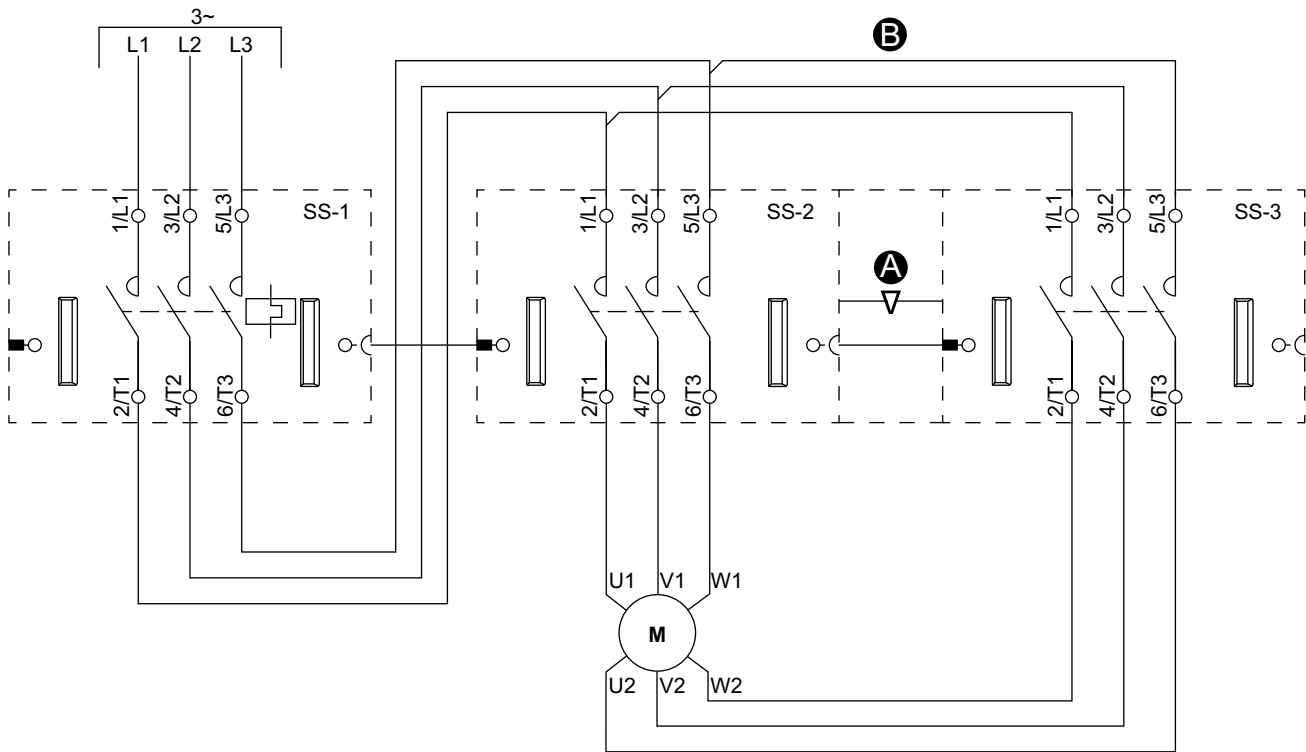 3~
L1 L2 L3
B
1/L1 3/L2 5/L3 SS-1
1/L1 3/L2 5/L3 SS-2
1/L1 3/L2 5/L3 SS-3
A
2/T1 4/T2 6/T3
2/T1 4/T2 6/T3
2/T1 4/T2 6/T3
U1 V1 W1
M
U2 V2 W2